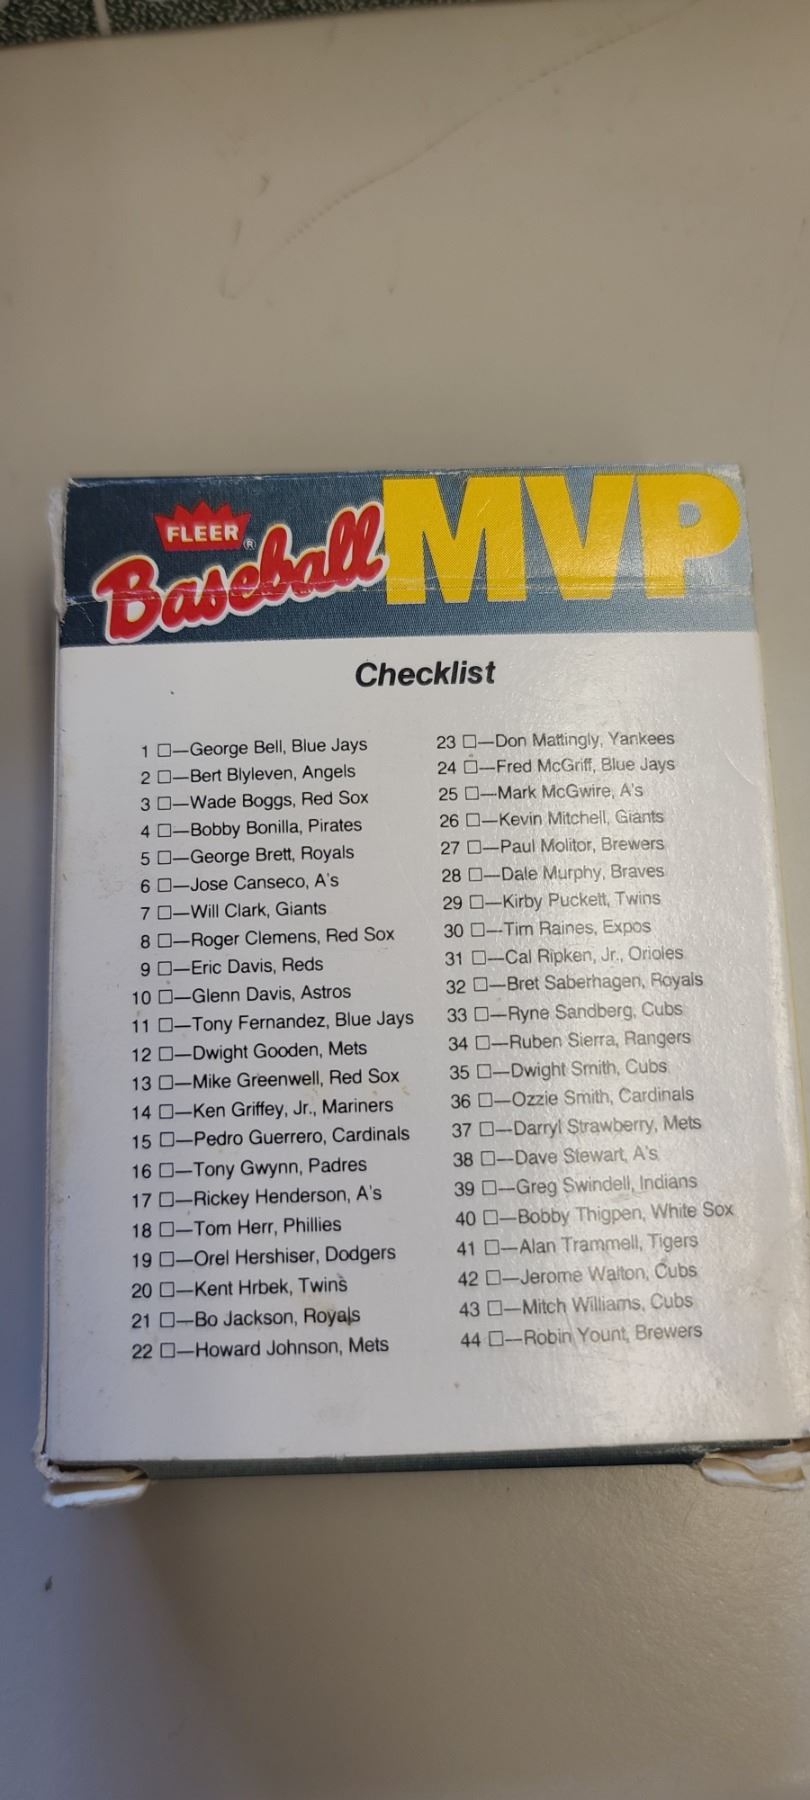 FLEER®
Baseball MVP
Checklist
1 □—George Bell, Blue Jays
2 □—Bert Blyleven, Angels
3 □—Wade Boggs, Red Sox
4 □—Bobby Bonilla, Pirates
5 □—George Brett, Royals
6 □—Jose Canseco, A's
7 □—Will Clark, Giants
8 □—Roger Clemens, Red Sox
9 □—Eric Davis, Reds
10 □—Glenn Davis, Astros
11 □—Tony Fernandez, Blue Jays
12 □—Dwight Gooden, Mets
13 □—Mike Greenwell, Red Sox
14 □—Ken Griffey, Jr., Mariners
15 □—Pedro Guerrero, Cardinals
16 □—Tony Gwynn, Padres
17 □—Rickey Henderson, A's
18 □—Tom Herr, Phillies
19 □—Orel Hershiser, Dodgers
20 □—Kent Hrbek, Twins
21 □—Bo Jackson, Royals
22 □—Howard Johnson, Mets
23 □—Don Mattingly, Yankees
24 □—Fred McGriff, Blue Jays
25 □—Mark McGwire, A's
26 □—Kevin Mitchell, Giants
27 □—Paul Molitor, Brewers
28 □—Dale Murphy, Braves
29 □—Kirby Puckett, Twins
30 □—Tim Raines, Expos
31 □—Cal Ripken, Jr., Orioles
32 □—Bret Saberhagen, Royals
33 □—Ryne Sandberg, Cubs
34 □—Ruben Sierra, Rangers
35 □—Dwight Smith, Cubs
36 □—Ozzie Smith, Cardinals
37 □—Darryl Strawberry, Mets
38 □—Dave Stewart, A's
39 □—Greg Swindell, Indians
40 □—Bobby Thigpen, White Sox
41 □—Alan Trammell, Tigers
42 □—Jerome Walton, Cubs
43 □—Mitch Williams, Cubs
44 □—Robin Yount, Brewers